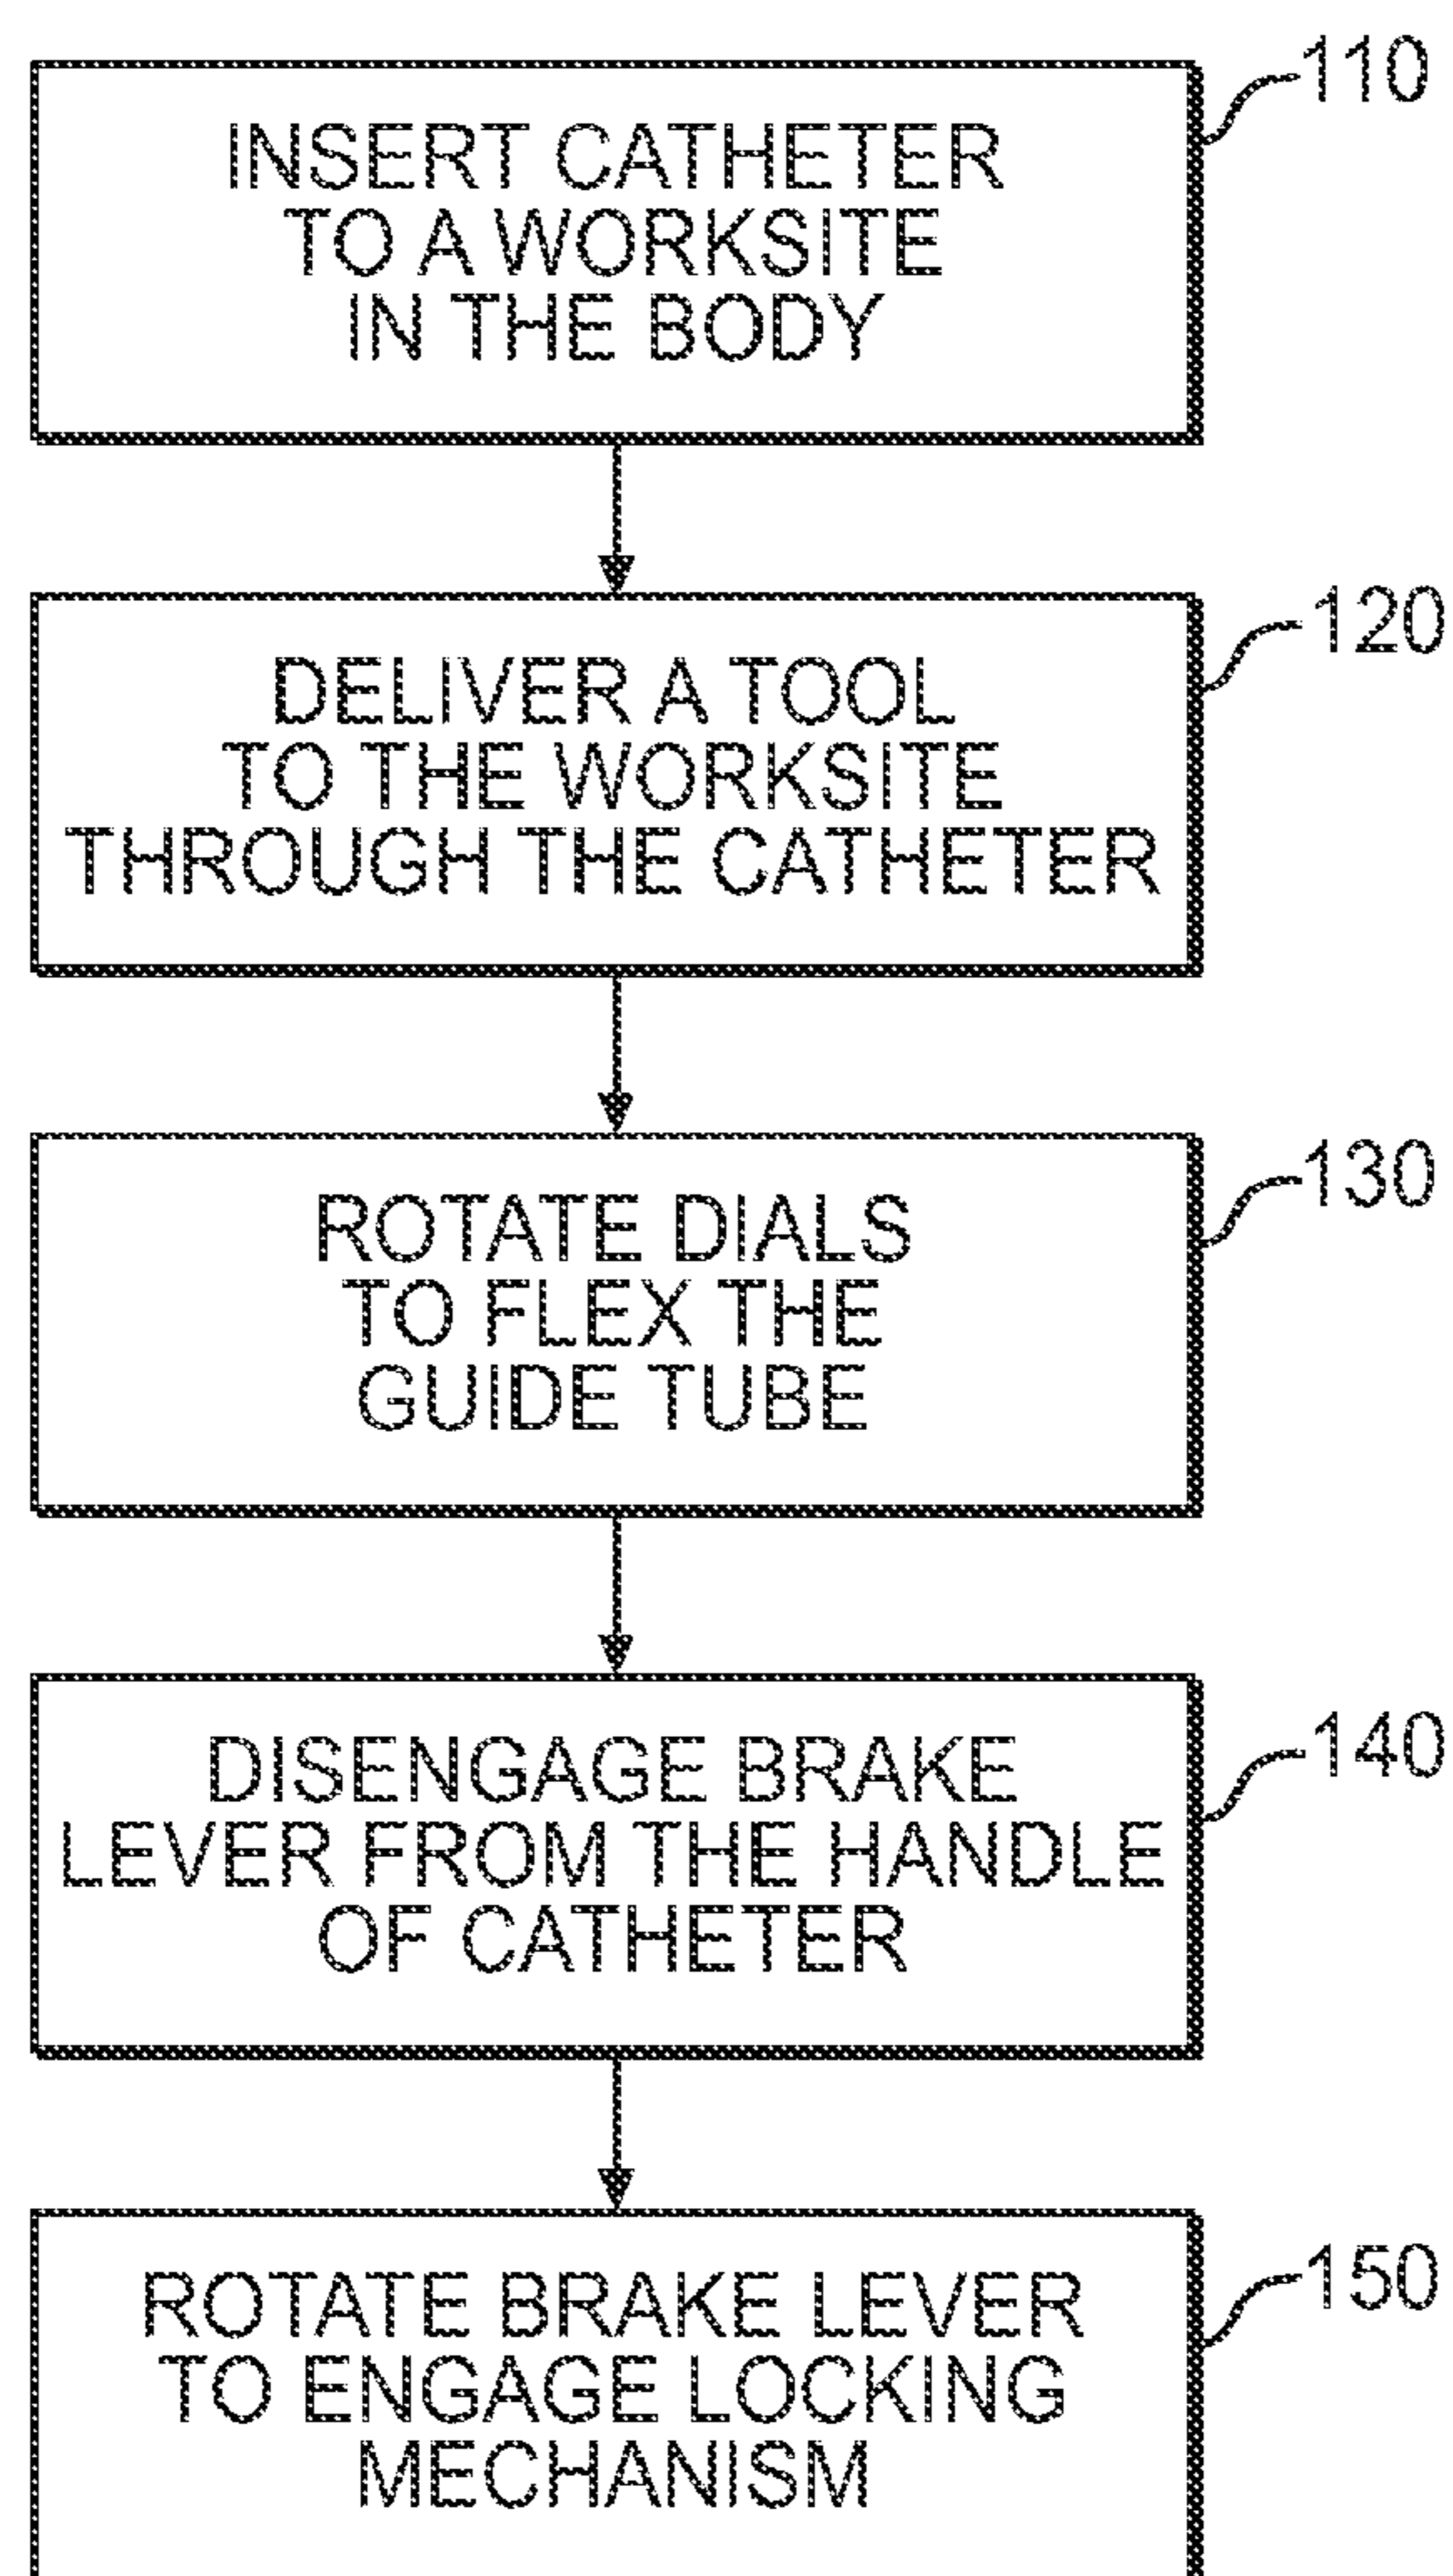 110
INSERT CATHETER
TO A WORKSITE
IN THE BODY
120
DELIVER A TOOL
TO THE WORKSITE
THROUGH THE CATHETER
130
ROTATE DIALS
TO FLEX THE
GUIDE TUBE
140
DISENGAGE BRAKE
LEVER FROM THE HANDLE
OF CATHETER
150
ROTATE BRAKE LEVER
TO ENGAGE LOCKING
MECHANISM